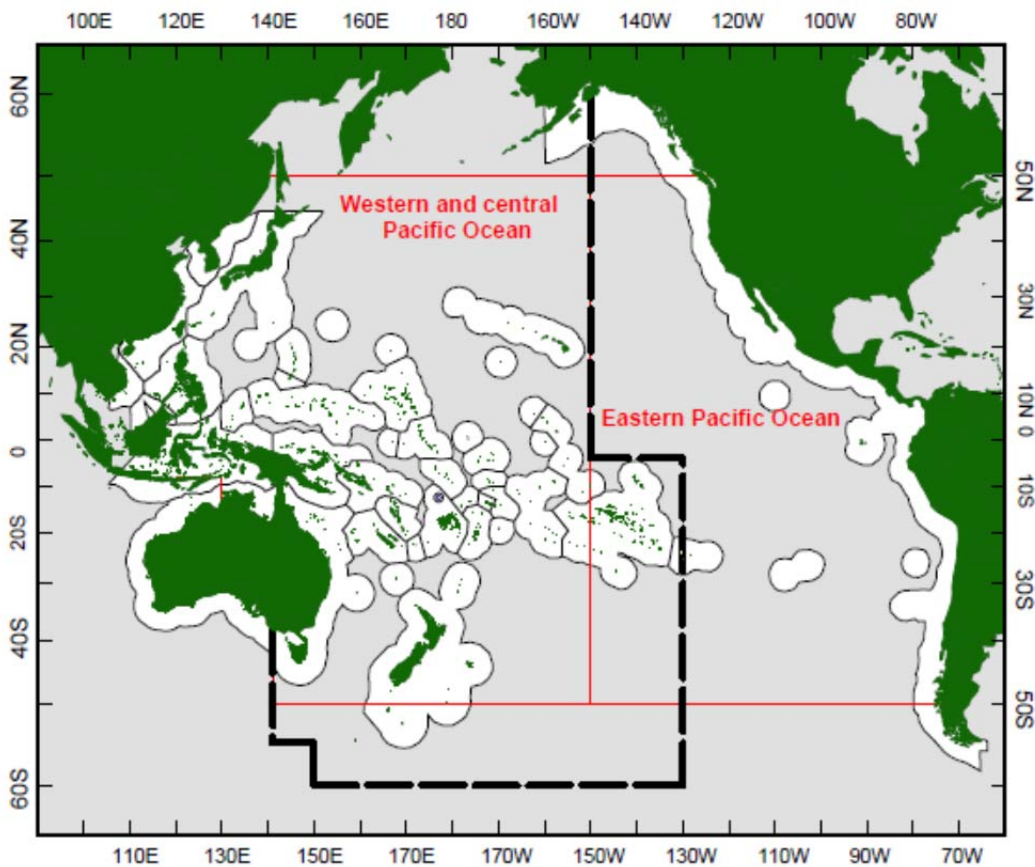 100E 120E 140E 160E 180 160W 140W 120W 100W 80W
60N
50N
Western and central
Pacific Ocean
40N
30N
20N
10N
Eastern Pacific Ocean
0
0
10S
20S
30S
40S
50S
60S
110E 130E 150E 170E 170W 150W 130W 110W 90W 70W